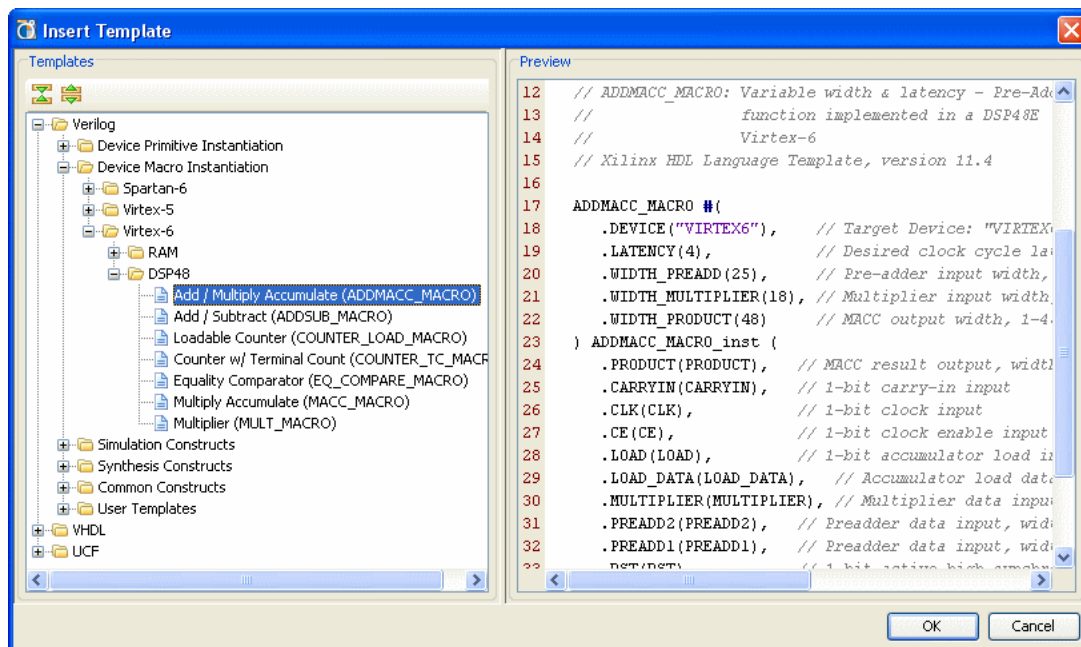 Insert Template
Templates
Verilog
Device Primitive Instantiation
Device Macro Instantiation
Spartan-6
Virtex-5
Virtex-6
RAM
DSP48
Add / Multiply Accumulate (ADDMACC_MACRO)
Add / Subtract (ADDSUB_MACRO)
Loadable Counter (COUNTER_LOAD_MACRO)
Counter w/ Terminal Count (COUNTER_TC_MACR
Equality Comparator (EQ_COMPARE_MACRO)
Multiply Accumulate (MACC_MACRO)
Multiplier (MULT_MACRO)
Simulation Constructs
Synthesis Constructs
Common Constructs
User Templates
VHDL
UCF
Preview
12 // ADDMACC_MACRO: Variable width & latency - Pre-Add
13 // function implemented in a DSP48E
14 // Virtex-6
15 // Xilinx HDL Language Template, version 11.4
16
17 ADDMACC_MACRO #(
18 .DEVICE("VIRTEX6"), // Target Device: "VIRTEX
19 .LATENCY(4), // Desired clock cycle la
20 .WIDTH_PREADD(25), // Pre-adder input width,
21 .WIDTH_MULTIPLIER(18), // Multiplier input width,
22 .WIDTH_PRODUCT(48) // MACC output width, 1-4
23 ) ADDMACC_MACRO_inst (
24 .PRODUCT(PRODUCT), // MACC result output, width
25 .CARRYIN(CARRYIN), // 1-bit carry-in input
26 .CLK(CLK), // 1-bit clock input
27 .CE(CE), // 1-bit clock enable input
28 .LOAD(LOAD), // 1-bit accumulator load in
29 .LOAD_DATA(LOAD_DATA), // Accumulator load data
30 .MULTIPLIER(MULTIPLIER), // Multiplier data input
31 .PREADD2(PREADD2), // Preadder data input, wid
32 .PREADD1(PREADD1), // Preadder data input, wid
OK
Cancel